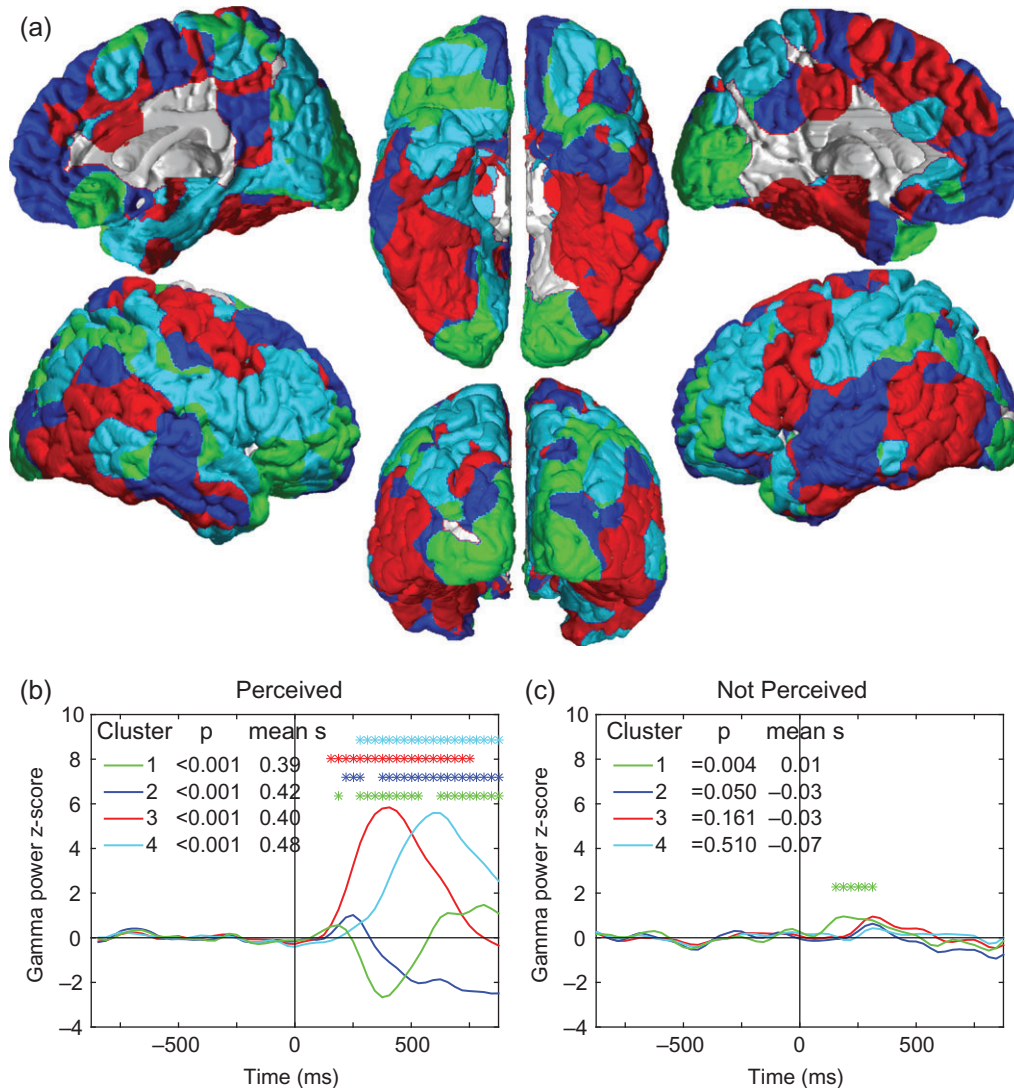 (a)
(b) Perceived
Cluster p mean s
1 <0.001 0.39
2 <0.001 0.42
3 <0.001 0.40
4 <0.001 0.48
Gamma power z-score
10
8
6
4
2
0
–2
–4
–500 0 500
Time (ms)
(c) Not Perceived
Cluster p mean s
1 =0.004 0.01
2 =0.050 –0.03
3 =0.161 –0.03
4 =0.510 –0.07
Gamma power z-score
10
8
6
4
2
0
–2
–4
–500 0 500
Time (ms)